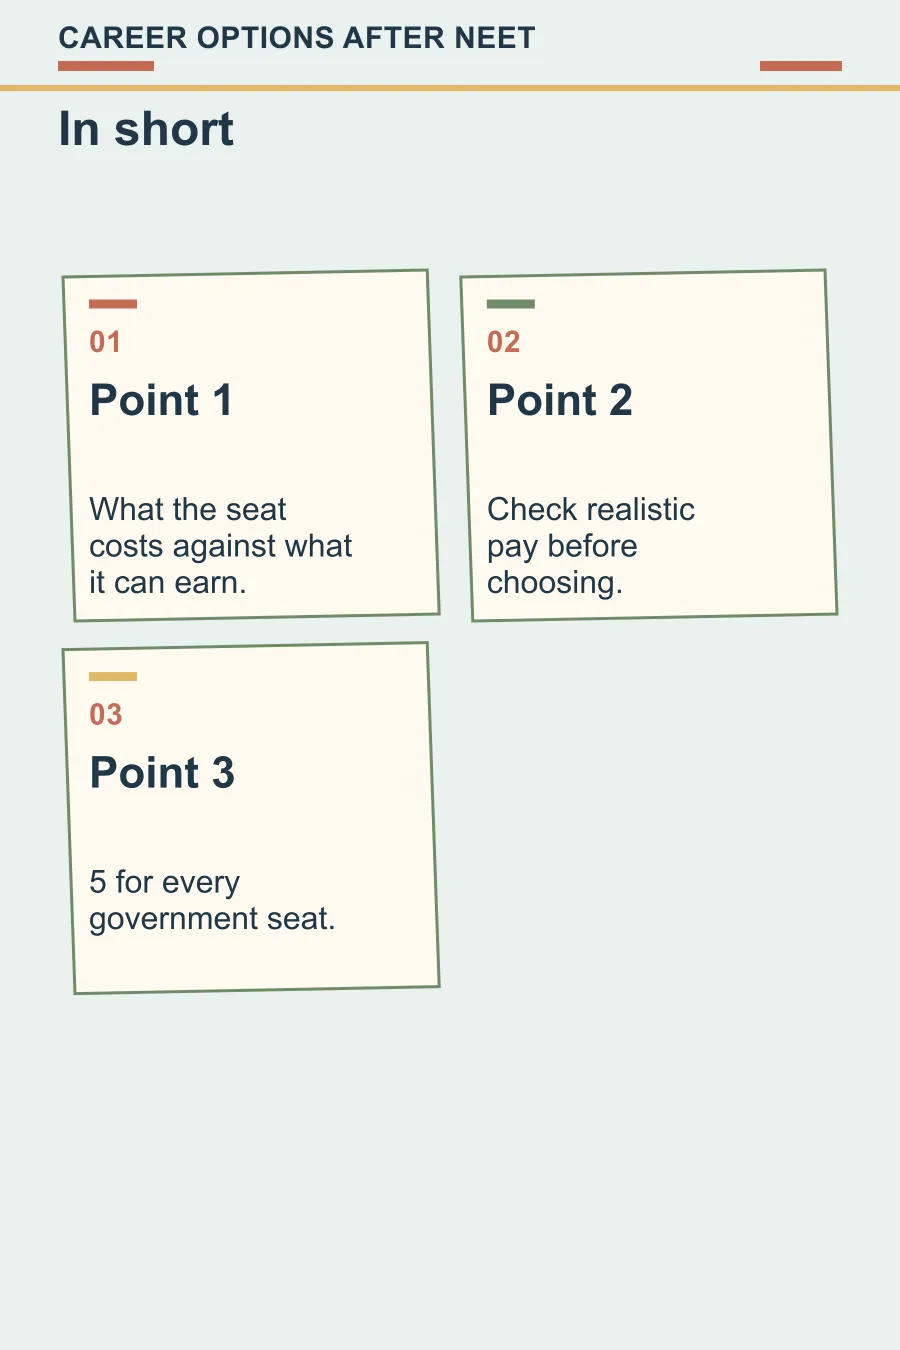 CAREER OPTIONS AFTER NEET
In short
01
Point 1
What the seat
costs against what
it can earn.
02
Point 2
Check realistic
pay before
choosing.
03
Point 3
5 for every
government seat.